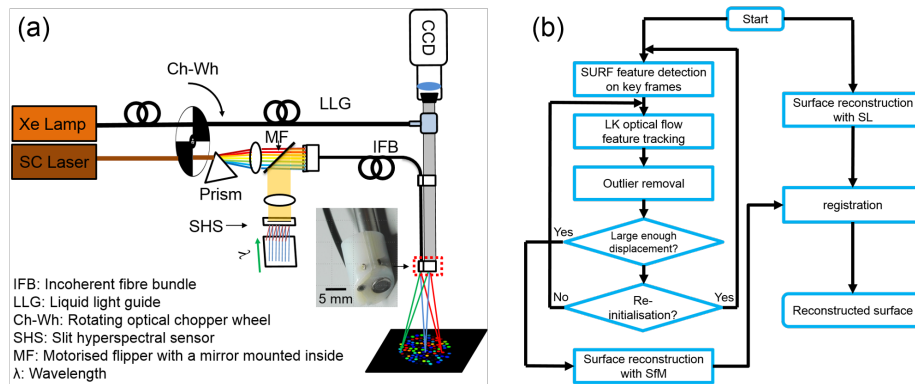 (a)
CCD
Ch-Wh
LLG
Xe Lamp
MF
IFB
SC Laser
Prism
SHS
λ
5 mm
IFB: Incoherent fibre bundle
LLG: Liquid light guide
Ch-Wh: Rotating optical chopper wheel
SHS: Slit hyperspectral sensor
MF: Motorised flipper with a mirror mounted inside
λ: Wavelength
(b)
Start
SURF feature detection
on key frames
Surface reconstruction
with SL
LK optical flow
feature tracking
Outlier removal
registration
Yes
Large enough
displacement?
No
Re-
initialisation?
Yes
Reconstructed surface
Surface reconstruction
with SfM